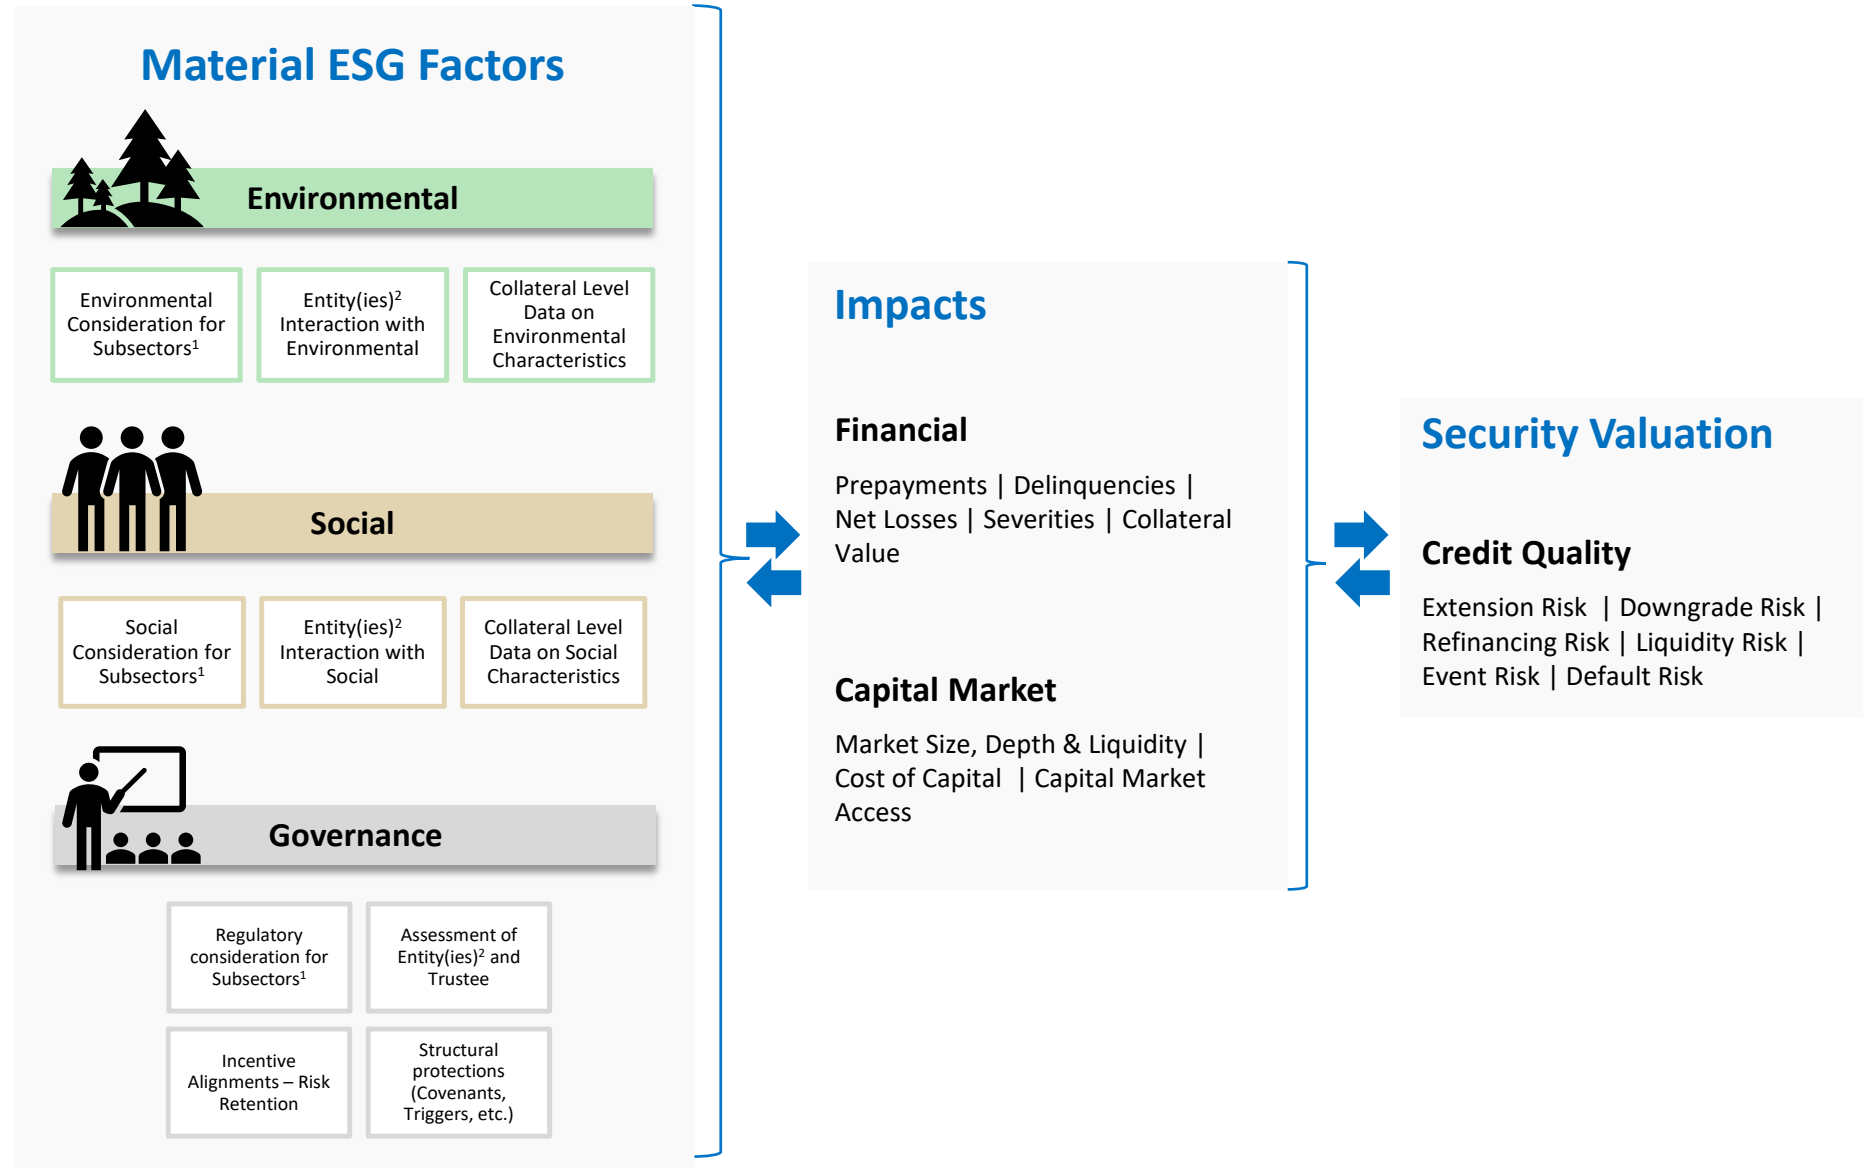 Material ESG Factors
Environmental
Environmental
Consideration for
Subsectors¹
Entity(ies)²
Interaction with
Environmental
Collateral Level
Data on
Environmental
Characteristics
Social
Social
Consideration for
Subsectors¹
Entity(ies)²
Interaction with
Social
Collateral Level
Data on Social
Characteristics
Governance
Regulatory
consideration for
Subsectors¹
Assessment of
Entity(ies)² and
Trustee
Incentive
Alignments – Risk
Retention
Structural
protections
(Covenants,
Triggers, etc.)
Impacts
Financial
Prepayments | Delinquencies |
Net Losses | Severities | Collateral
Value
Capital Market
Market Size, Depth & Liquidity |
Cost of Capital | Capital Market
Access
Security Valuation
Credit Quality
Extension Risk | Downgrade Risk |
Refinancing Risk | Liquidity Risk |
Event Risk | Default Risk